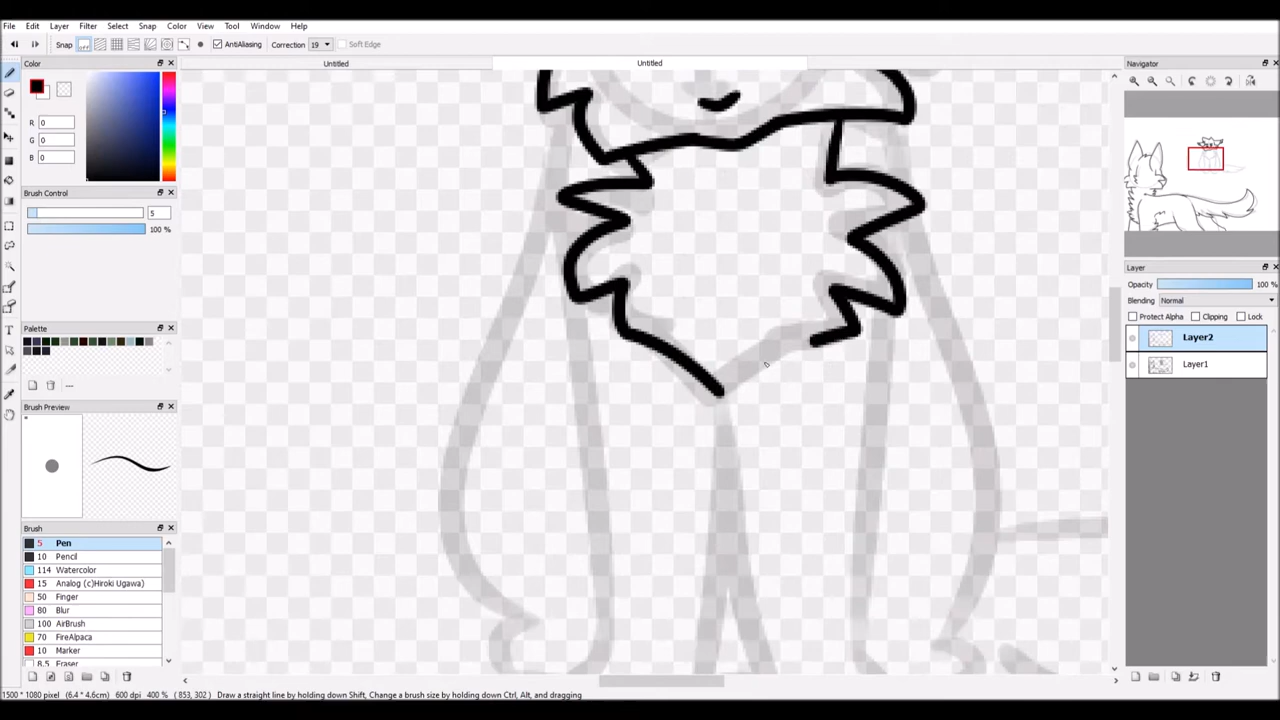 File Edit Layer Filter Select Snap Color View Tool Window Help
Snap AntiAliasing Correction 19 Soft Edge
Color
Untitled Untitled
Navigator
R 0
G 0
B 0
Brush Control
5
100 %
Layer
Opacity 100 %
Blending Normal
Protect Alpha Clipping Lock
Layer2
Layer1
Palette
---
Brush Preview
Brush
5 Pen
10 Pencil
114 Watercolor
15 Analog (c)Hiroki Ugawa)
50 Finger
80 Blur
100 AirBrush
70 FireAlpaca
10 Marker
8.5 Eraser
1500 * 1080 pixel (6.4 * 4.6cm) 600 dpi 400 % ( 853, 302 ) Draw a straight line by holding down Shift, Change a brush size by holding down Ctrl, Alt, and dragging